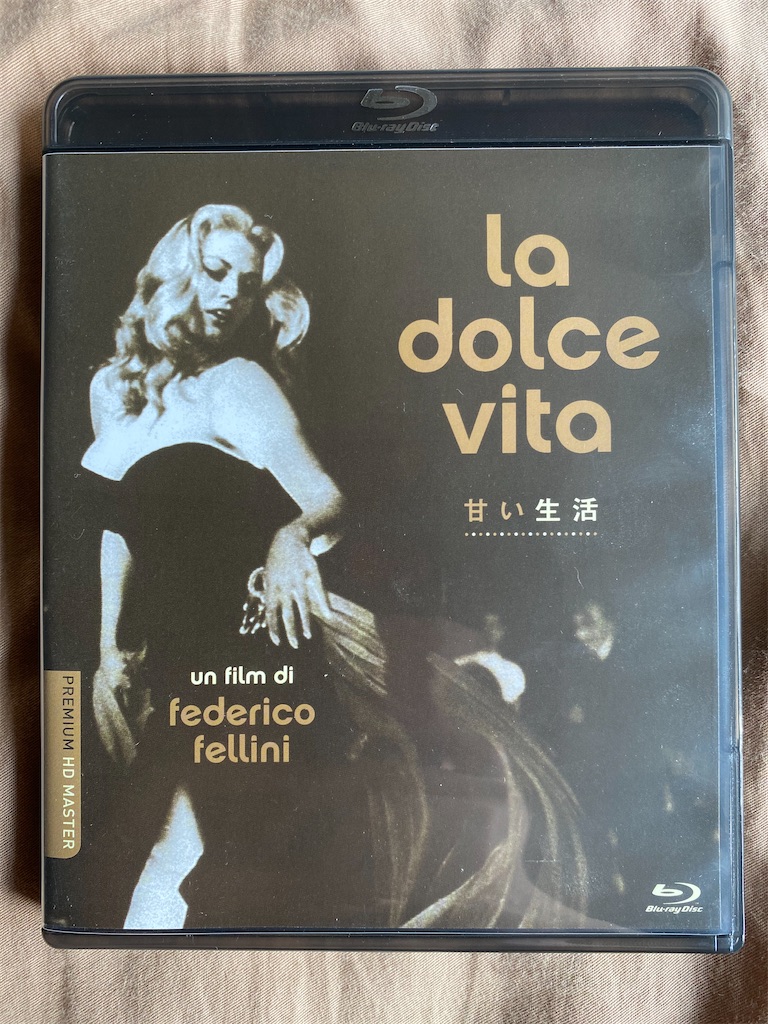 Blu-ray Disc
la
dolce
vita
甘い生活
un film di
federico
fellini
PREMIUM HD MASTER
Blu-ray Disc